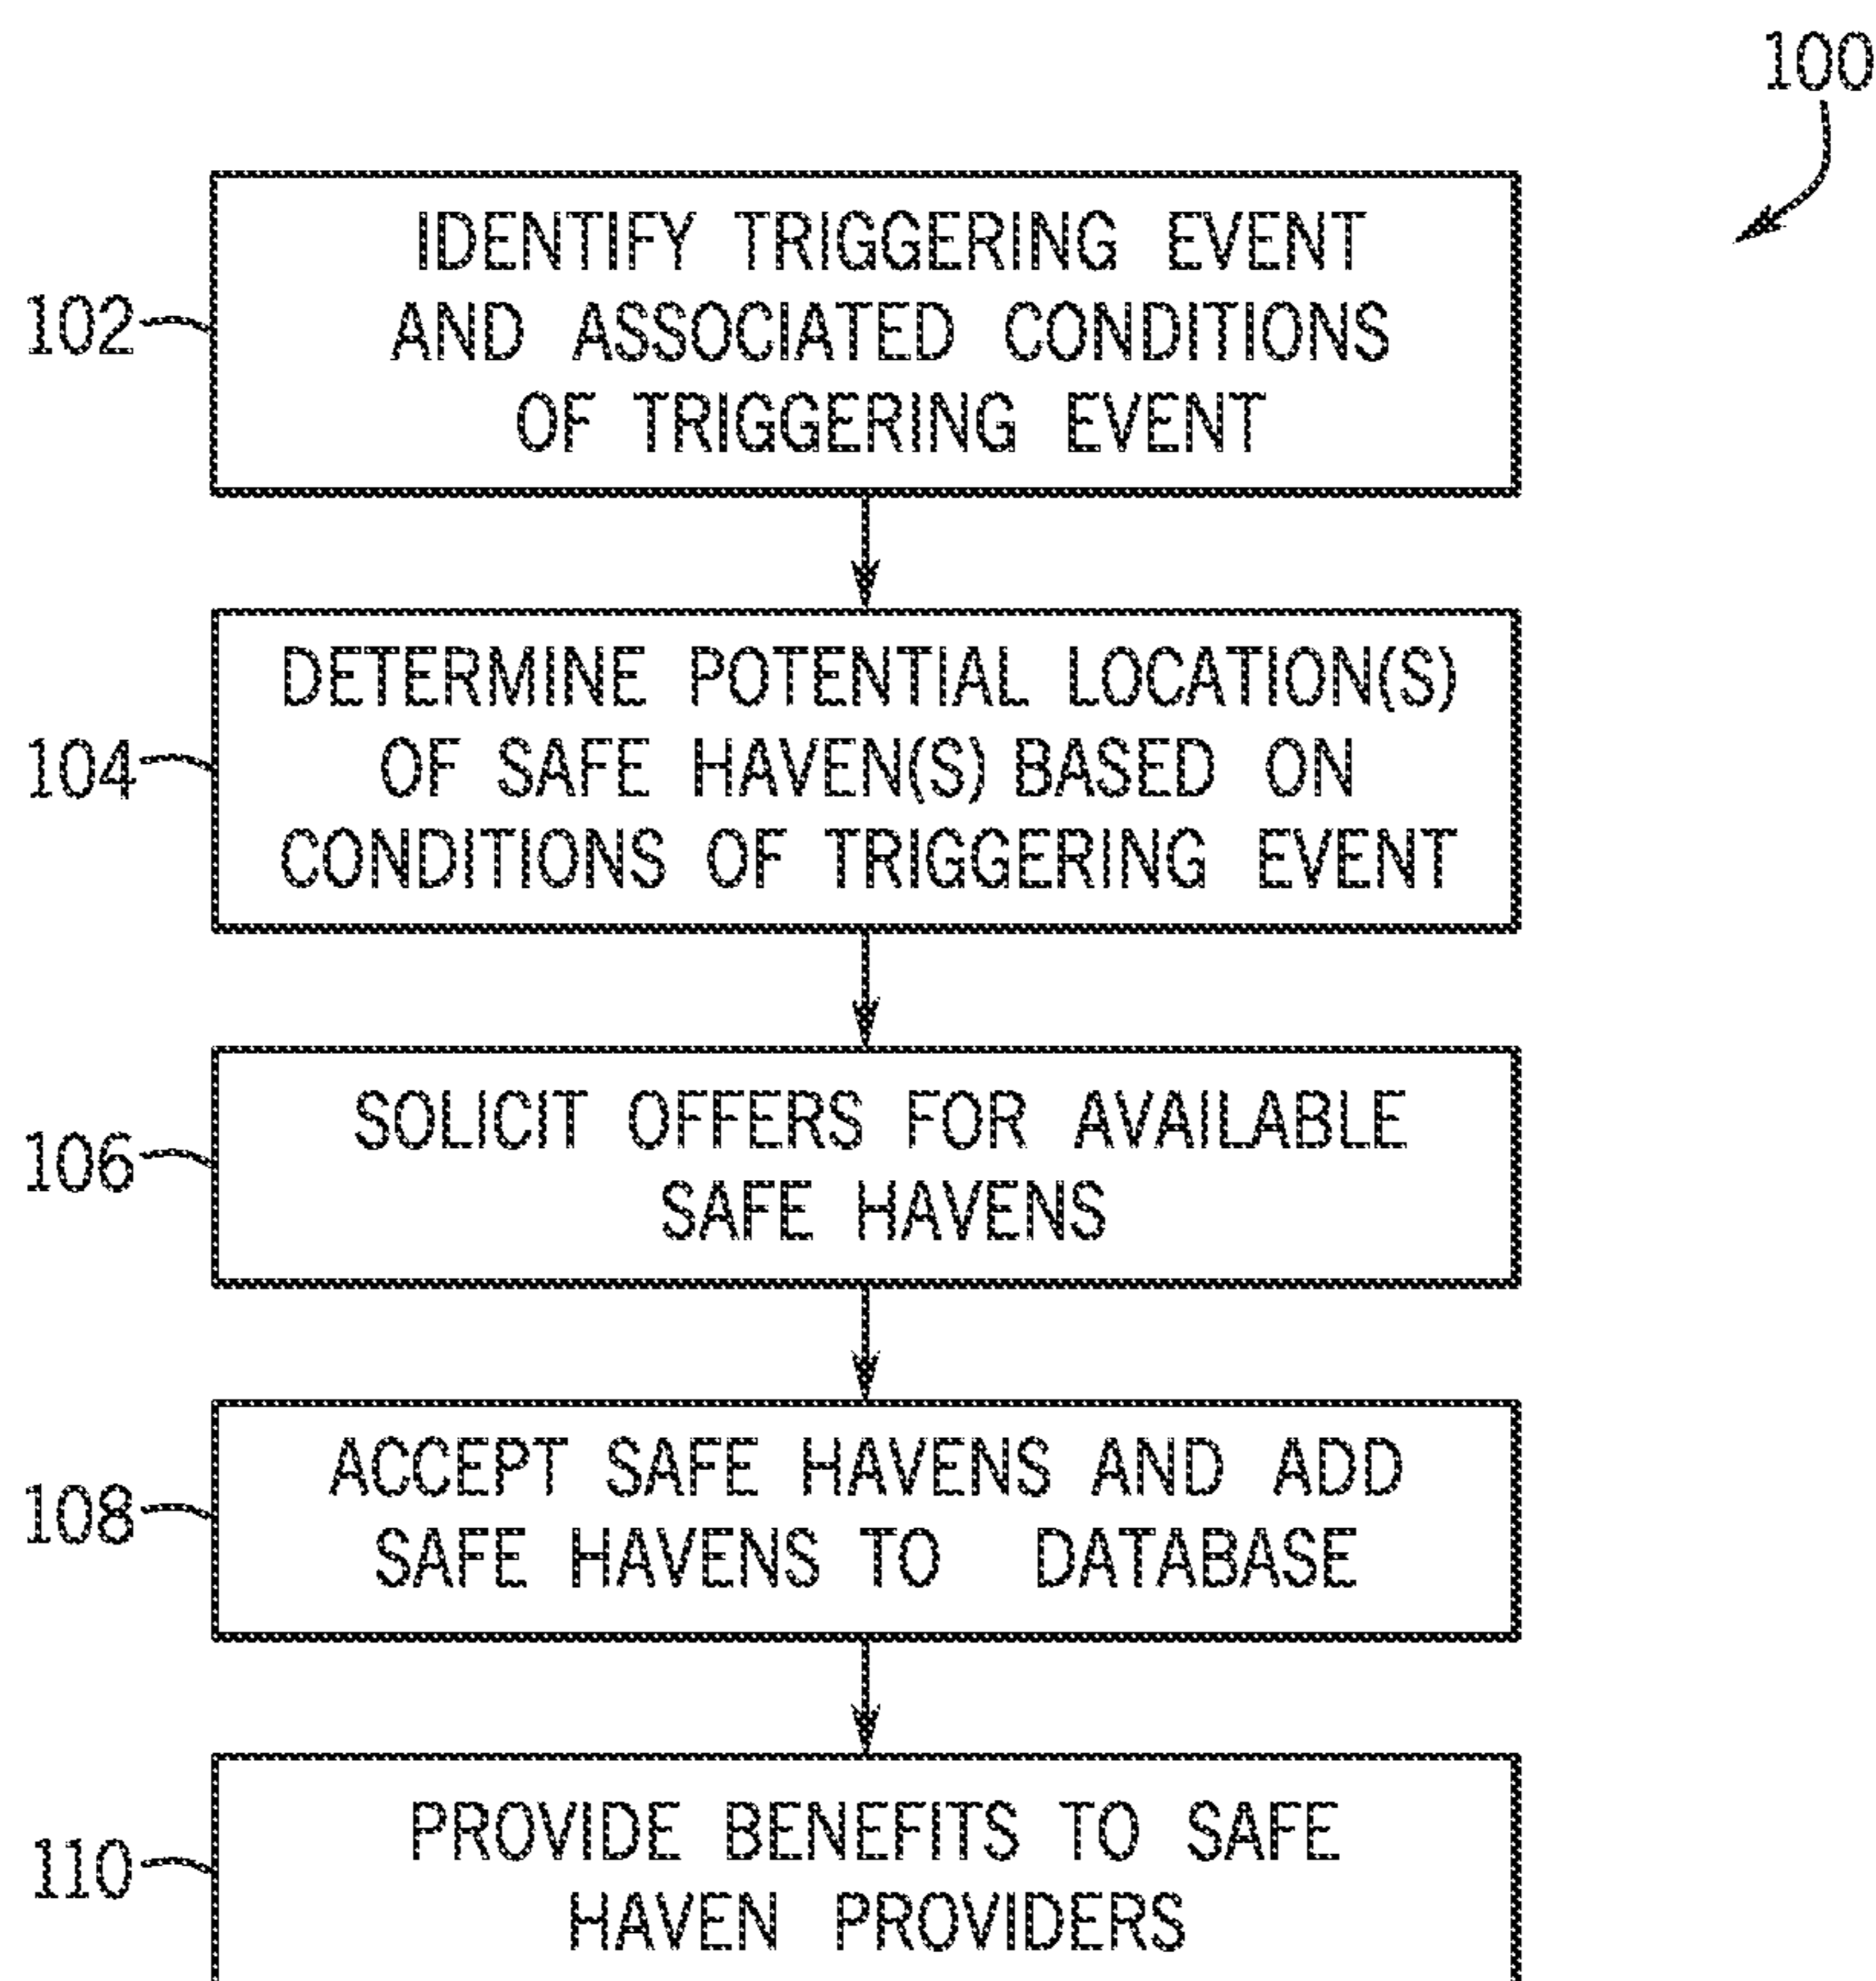 100
102
IDENTIFY TRIGGERING EVENT
AND ASSOCIATED CONDITIONS
OF TRIGGERING EVENT
104
DETERMINE POTENTIAL LOCATION(S)
OF SAFE HAVEN(S) BASED ON
CONDITIONS OF TRIGGERING EVENT
106
SOLICIT OFFERS FOR AVAILABLE
SAFE HAVENS
108
ACCEPT SAFE HAVENS AND ADD
SAFE HAVENS TO DATABASE
110
PROVIDE BENEFITS TO SAFE
HAVEN PROVIDERS